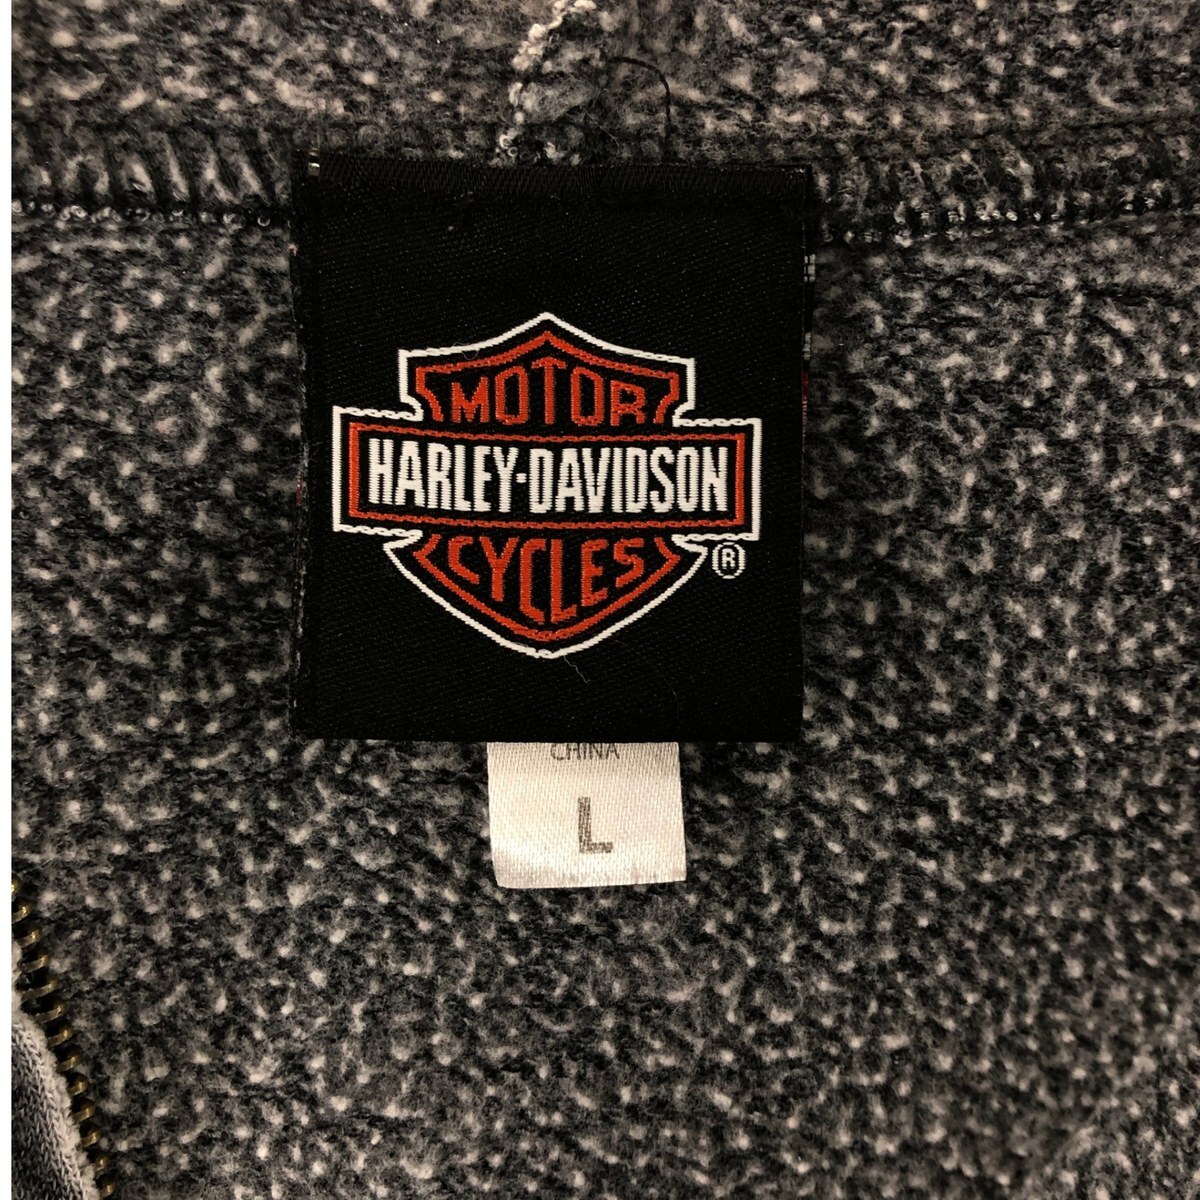 MOTOR
HARLEY-DAVIDSON
CYCLES
®
CHINA
L